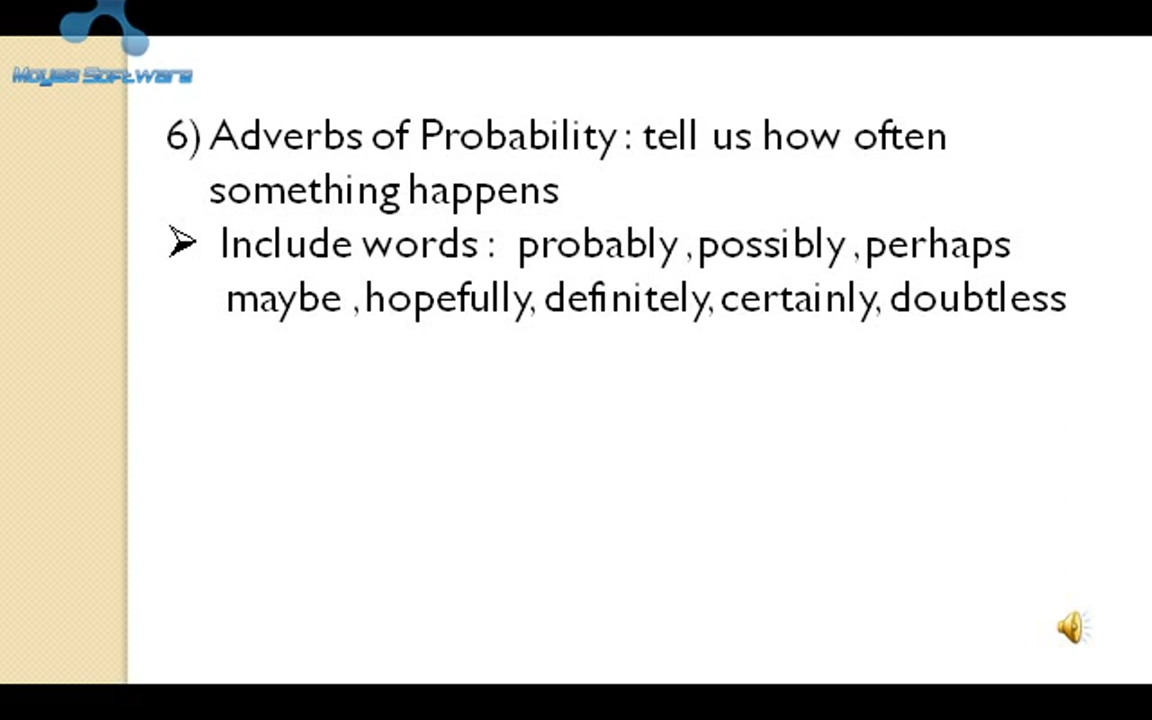 Moyea Software
6) Adverbs of Probability : tell us how often
something happens
➢ Include words : probably ,possibly ,perhaps
maybe ,hopefully, definitely, certainly, doubtless